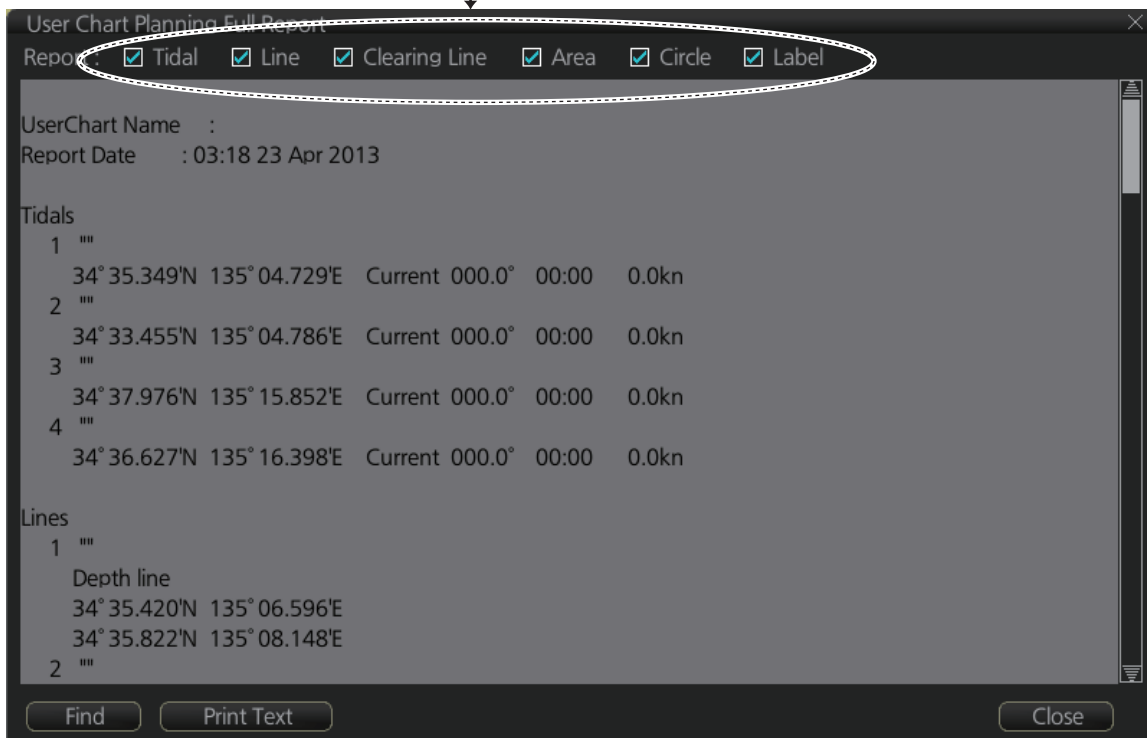 User Chart Planning Full Report
Report : Tidal Line Clearing Line Area Circle Label
UserChart Name :
Report Date : 03:18 23 Apr 2013
Tidals
1 ""
34°35.349'N 135°04.729'E Current 000.0° 00:00 0.0kn
2 ""
34°33.455'N 135°04.786'E Current 000.0° 00:00 0.0kn
3 ""
34°37.976'N 135°15.852'E Current 000.0° 00:00 0.0kn
4 ""
34°36.627'N 135°16.398'E Current 000.0° 00:00 0.0kn
Lines
1 ""
Depth line
34°35.420'N 135°06.596'E
34°35.822'N 135°08.148'E
2 ""
Find Print Text Close